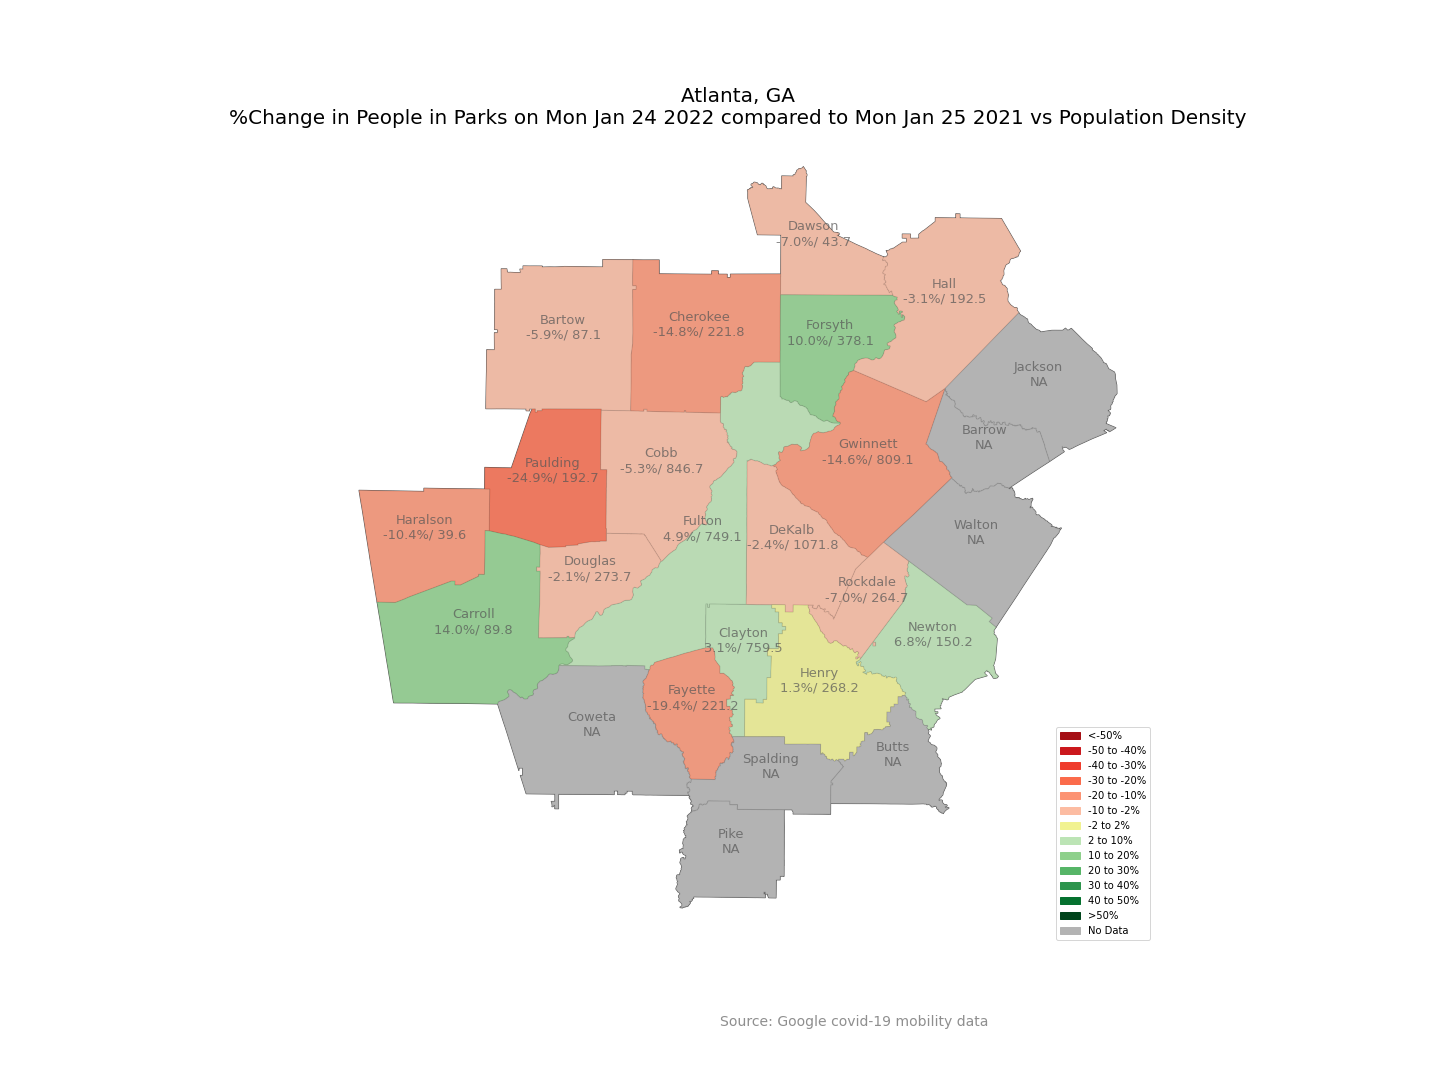 Atlanta, GA
%Change in People in Parks on Mon Jan 24 2022 compared to Mon Jan 25 2021 vs Population Density
Dawson
-7.0%/ 43.7
Hall
-3.1%/ 192.5
Bartow
-5.9%/ 87.1
Cherokee
-14.8%/ 221.8
Forsyth
10.0%/ 378.1
Jackson
NA
Barrow
NA
Gwinnett
-14.6%/ 809.1
Cobb
-5.3%/ 846.7
Paulding
-24.9%/ 192.7
Haralson
-10.4%/ 39.6
Fulton
4.9%/ 749.1
DeKalb
-2.4%/ 1071.8
Walton
NA
Douglas
-2.1%/ 273.7
Rockdale
-7.0%/ 264.7
Carroll
14.0%/ 89.8
Clayton
3.1%/ 759.5
Newton
6.8%/ 150.2
Henry
1.3%/ 268.2
Fayette
-19.4%/ 221.2
Coweta
NA
Spalding
NA
Butts
NA
Pike
NA
<-50%
-50 to -40%
-40 to -30%
-30 to -20%
-20 to -10%
-10 to -2%
-2 to 2%
2 to 10%
10 to 20%
20 to 30%
30 to 40%
40 to 50%
>50%
No Data
Source: Google covid-19 mobility data